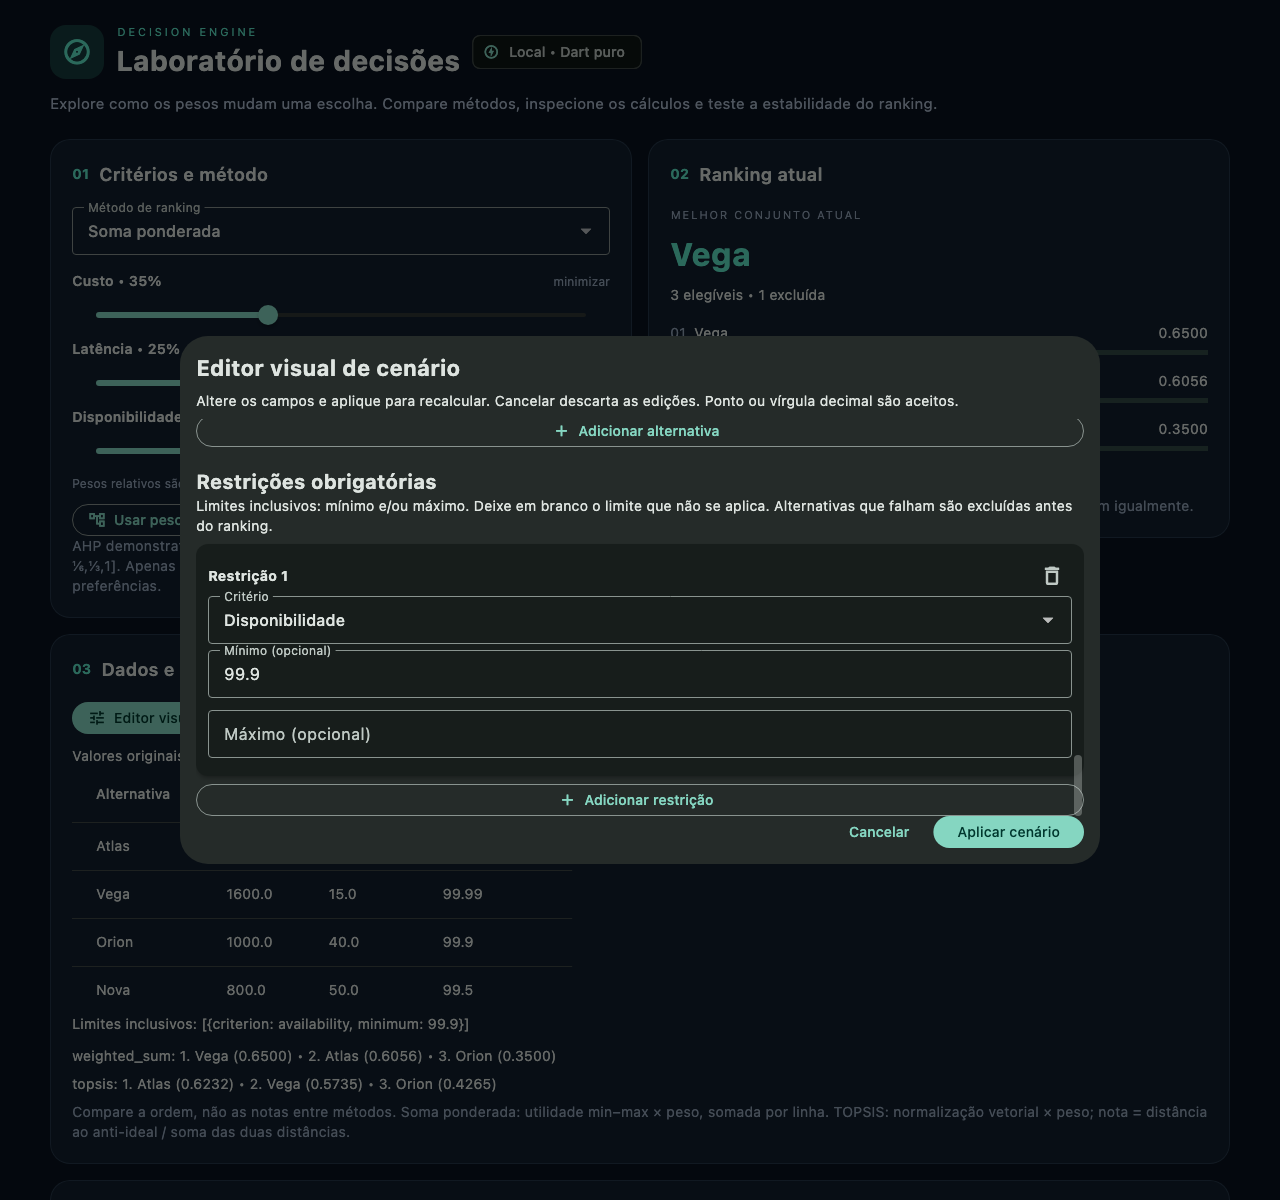 DECISION ENGINE
Laboratório de decisões
Local • Dart puro
Explore como os pesos mudam uma escolha. Compare métodos, inspecione os cálculos e teste a estabilidade do ranking.
01 Critérios e método
Método de ranking
Soma ponderada
Custo • 35%
minimizar
Latência • 25%
Disponibilidade
Pesos relativos
Usar
AHP
⅙,⅓,1]. Apenas
preferências.
02 Ranking atual
MELHOR CONJUNTO ATUAL
Vega
3 elegíveis • 1 excluída
01 Vega
0.6500
0.6056
0.3500
igualmente.
Editor visual de cenário
Altere os campos e aplique para recalcular. Cancelar descarta as edições. Ponto ou vírgula decimal são aceitos.
+ Adicionar alternativa
Restrições obrigatórias
Limites inclusivos: mínimo e/ou máximo. Deixe em branco o limite que não se aplica. Alternativas que falham são excluídas antes
do ranking.
Restrição 1
Critério
Disponibilidade
Mínimo (opcional)
99.9
Máximo (opcional)
+ Adicionar restrição
Cancelar
Aplicar cenário
03 Dados e
Editor
Valores originais
Alternativa
Atlas
Vega 1600.0 15.0 99.99
Orion 1000.0 40.0 99.9
Nova 800.0 50.0 99.5
Limites inclusivos: [{criterion: availability, minimum: 99.9}]
weighted_sum: 1. Vega (0.6500) • 2. Atlas (0.6056) • 3. Orion (0.3500)
topsis: 1. Atlas (0.6232) • 2. Vega (0.5735) • 3. Orion (0.4265)
Compare a ordem, não as notas entre métodos. Soma ponderada: utilidade min–max × peso, somada por linha. TOPSIS: normalização vetorial × peso; nota = distância
ao anti-ideal / soma das duas distâncias.